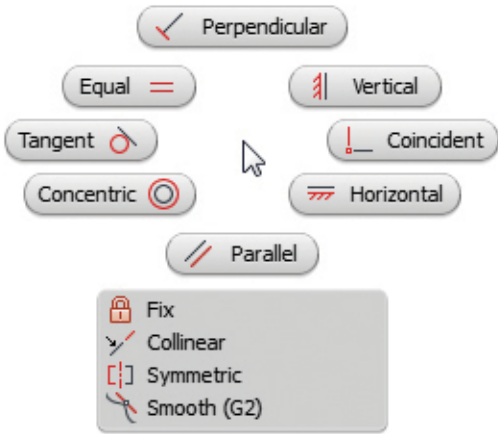 Perpendicular
Equal
Vertical
Tangent
Coincident
Concentric
Horizontal
Parallel
Fix
Collinear
Symmetric
Smooth (G2)